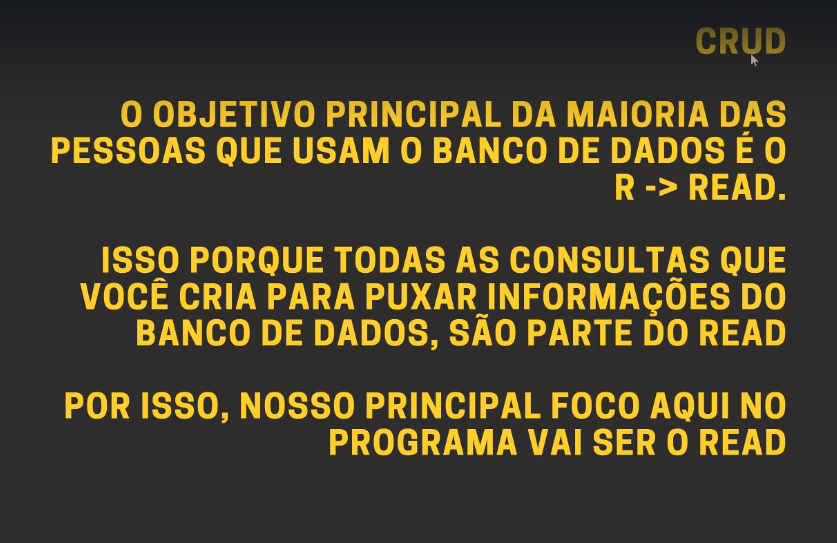 CRUD
O OBJETIVO PRINCIPAL DA MAIORIA DAS
PESSOAS QUE USAM O BANCO DE DADOS É O
R -> READ.
ISSO PORQUE TODAS AS CONSULTAS QUE
VOCÊ CRIA PARA PUXAR INFORMAÇÕES DO
BANCO DE DADOS, SÃO PARTE DO READ
POR ISSO, NOSSO PRINCIPAL FOCO AQUI NO
PROGRAMA VAI SER O READ